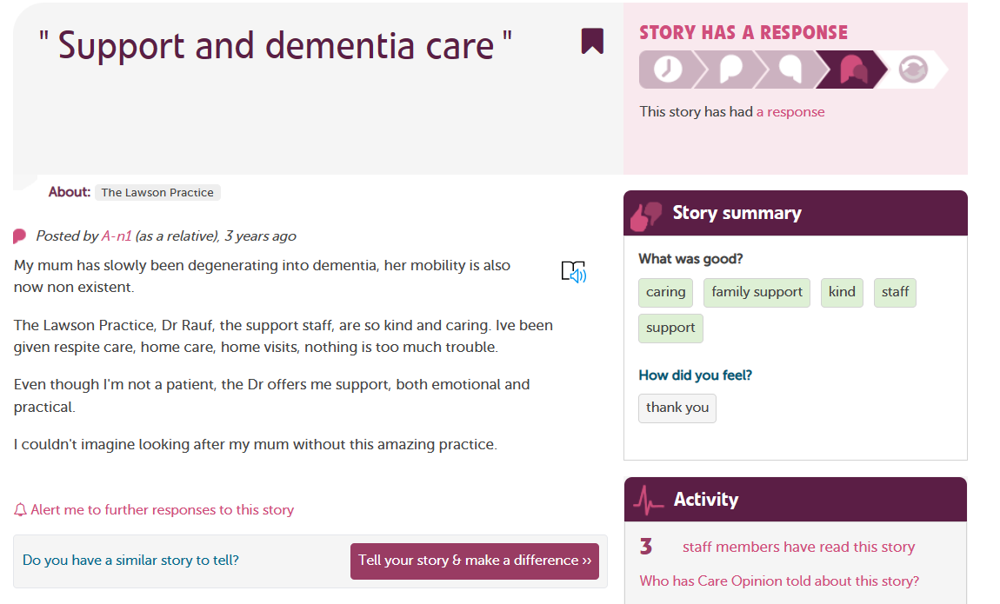 " Support and dementia care "
About: The Lawson Practice
Posted by A-n1 (as a relative), 3 years ago
My mum has slowly been degenerating into dementia, her mobility is also
now non existent.
The Lawson Practice, Dr Rauf, the support staff, are so kind and caring. Ive been
given respite care, home care, home visits, nothing is too much trouble.
Even though I'm not a patient, the Dr offers me support, both emotional and
practical.
I couldn't imagine looking after my mum without this amazing practice.
Alert me to further responses to this story
Do you have a similar story to tell?
Tell your story & make a difference ››
STORY HAS A RESPONSE
This story has had a response
Story summary
What was good?
caring family support kind staff
support
How did you feel?
thank you
Activity
3 staff members have read this story
Who has Care Opinion told about this story?